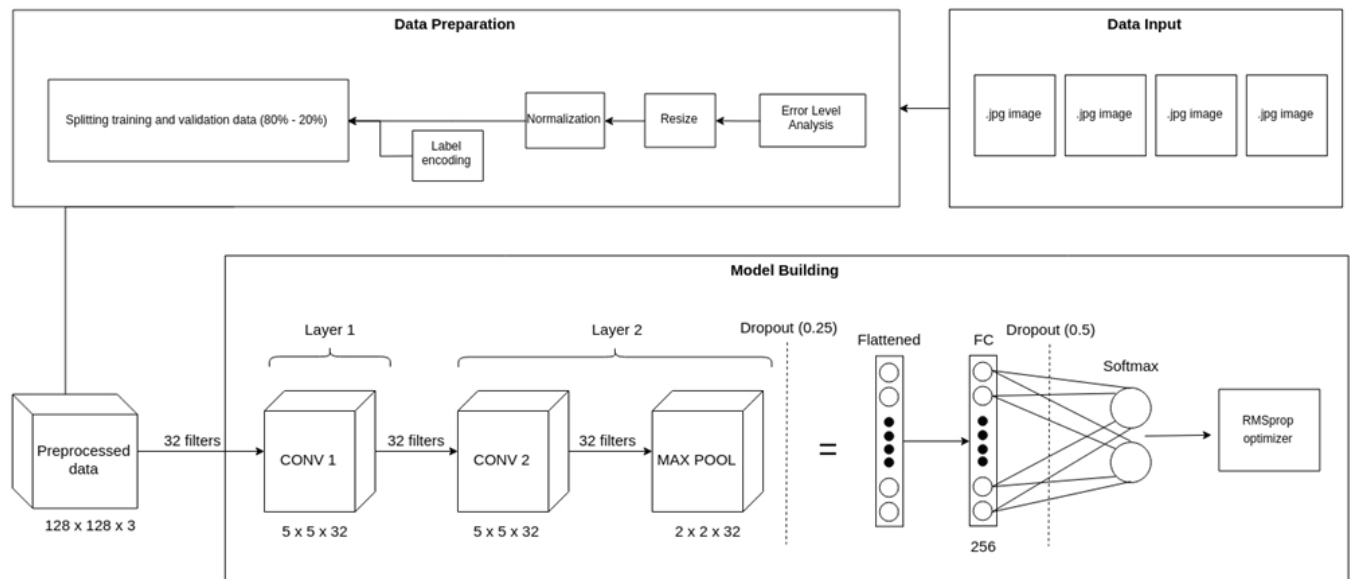 Data Preparation
Data Input
Splitting training and validation data (80% - 20%)
Label
encoding
Normalization
Resize
Error Level
Analysis
.jpg image
.jpg image
.jpg image
.jpg image
Model Building
Layer 1
Layer 2
Dropout (0.25)
Flattened
FC
Dropout (0.5)
Softmax
Preprocessed
data
32 filters
CONV 1
32 filters
CONV 2
32 filters
MAX POOL
=
RMSprop
optimizer
128 x 128 x 3
5 x 5 x 32
5 x 5 x 32
2 x 2 x 32
256